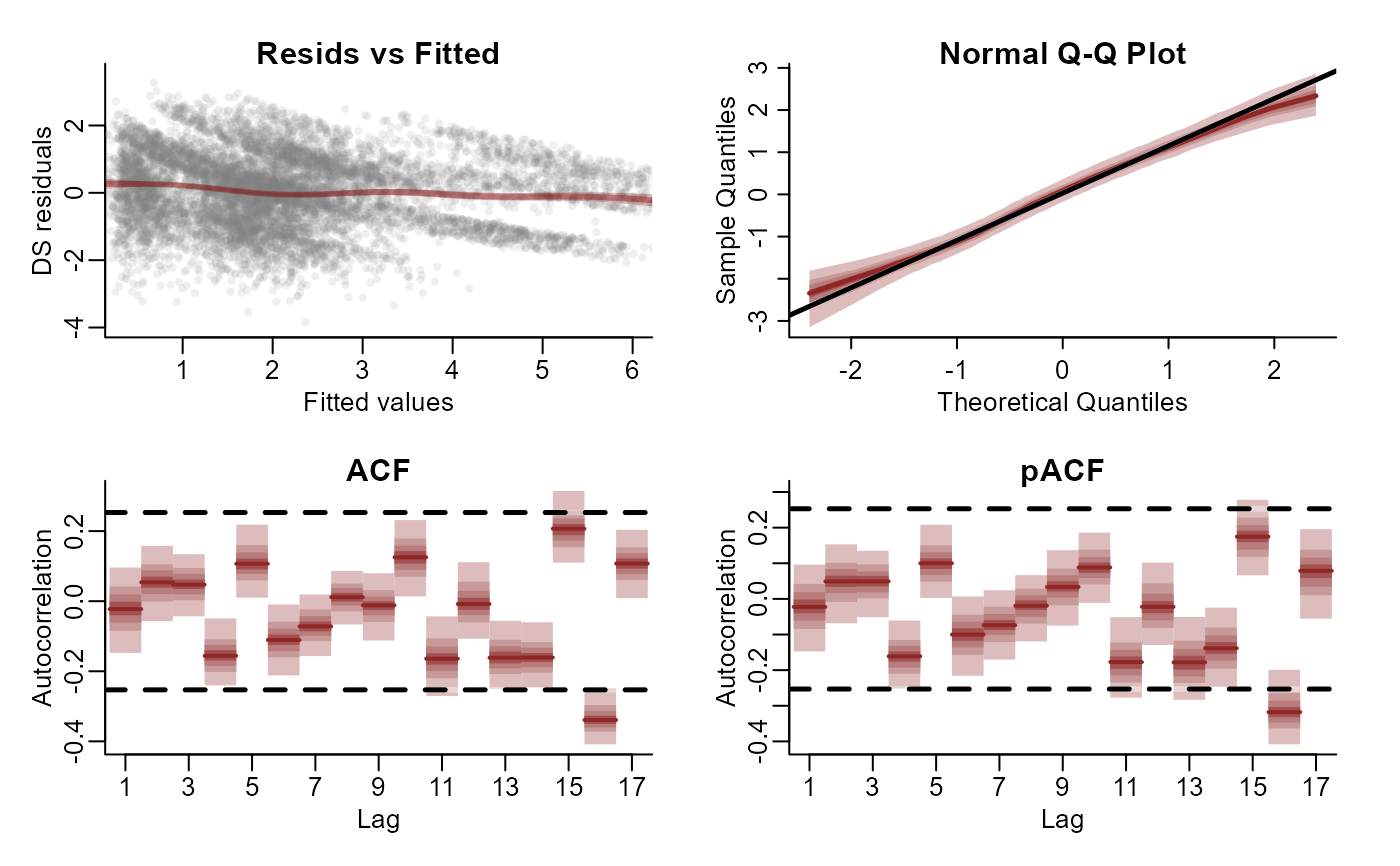 Resids vs Fitted
DS residuals
2
0
-2
-4
1 2 3 4 5 6
Fitted values
Normal Q-Q Plot
Sample Quantiles
3
2
1
0
-1
-3
-2 -1 0 1 2
Theoretical Quantiles
ACF
Autocorrelation
0.2
0.0
-0.2
-0.4
1 3 5 7 9 11 13 15 17
Lag
pACF
Autocorrelation
0.2
0.0
-0.2
-0.4
1 3 5 7 9 11 13 15 17
Lag